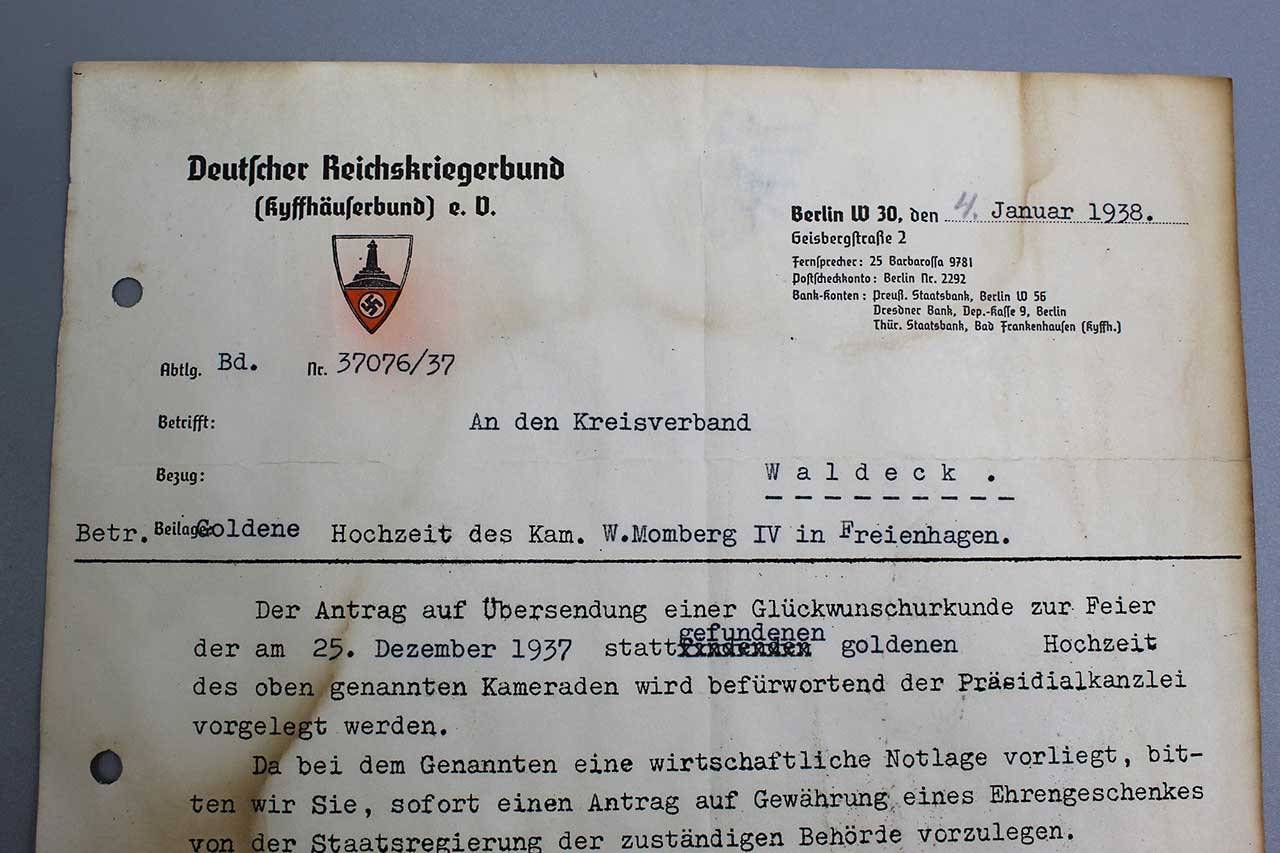 Deutscher Reichskriegerbund
(Kyffhäuserbund) e. V.
Berlin W 30, den 4. Januar 1938.
Geisbergstraße 2
Fernsprecher: 25 Barbarossa 9781
Postscheckkonto: Berlin Nr. 2292
Bank-Konten: Preuß. Staatsbank, Berlin W 56
Dresdner Bank, Dep.-Kasse 9, Berlin
Thür. Staatsbank, Bad Frankenhausen (Kyffh.)
Abtlg. Bd. Nr. 37076/37
Betrifft:
An den Kreisverband
Bezug:
Waldeck.
Beilagen:
Betr. Goldene Hochzeit des Kam. W.Momberg IV in Freienhagen.
Der Antrag auf Übersendung einer Glückwunschurkunde zur Feier
gefundenen
der am 25. Dezember 1937 stattfindenden goldenen Hochzeit
des oben genannten Kameraden wird befürwortend der Präsidialkanzlei
vorgelegt werden.
Da bei dem Genannten eine wirtschaftliche Notlage vorliegt, bit-
ten wir Sie, sofort einen Antrag auf Gewährung eines Ehrengeschenkes
von der Staatsregierung der zuständigen Behörde vorzulegen.